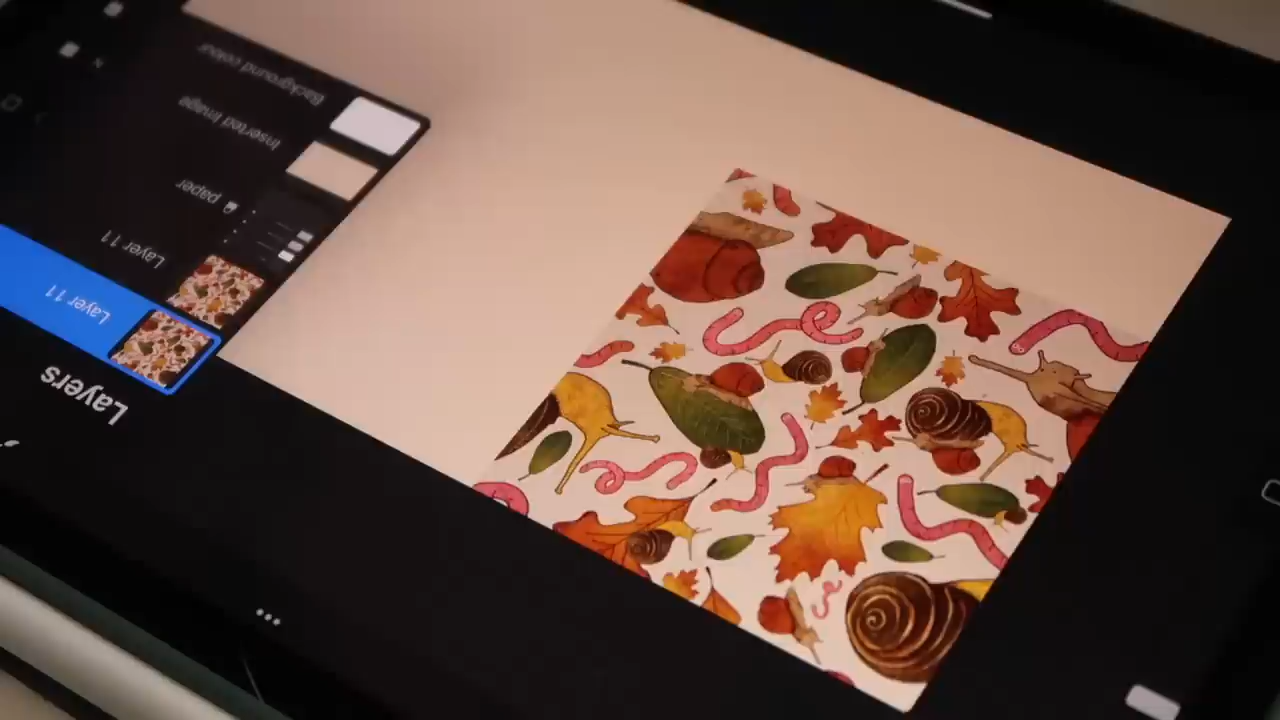 Layers
Layer 11
Layer 11
paper
Inserted Image
Background colour